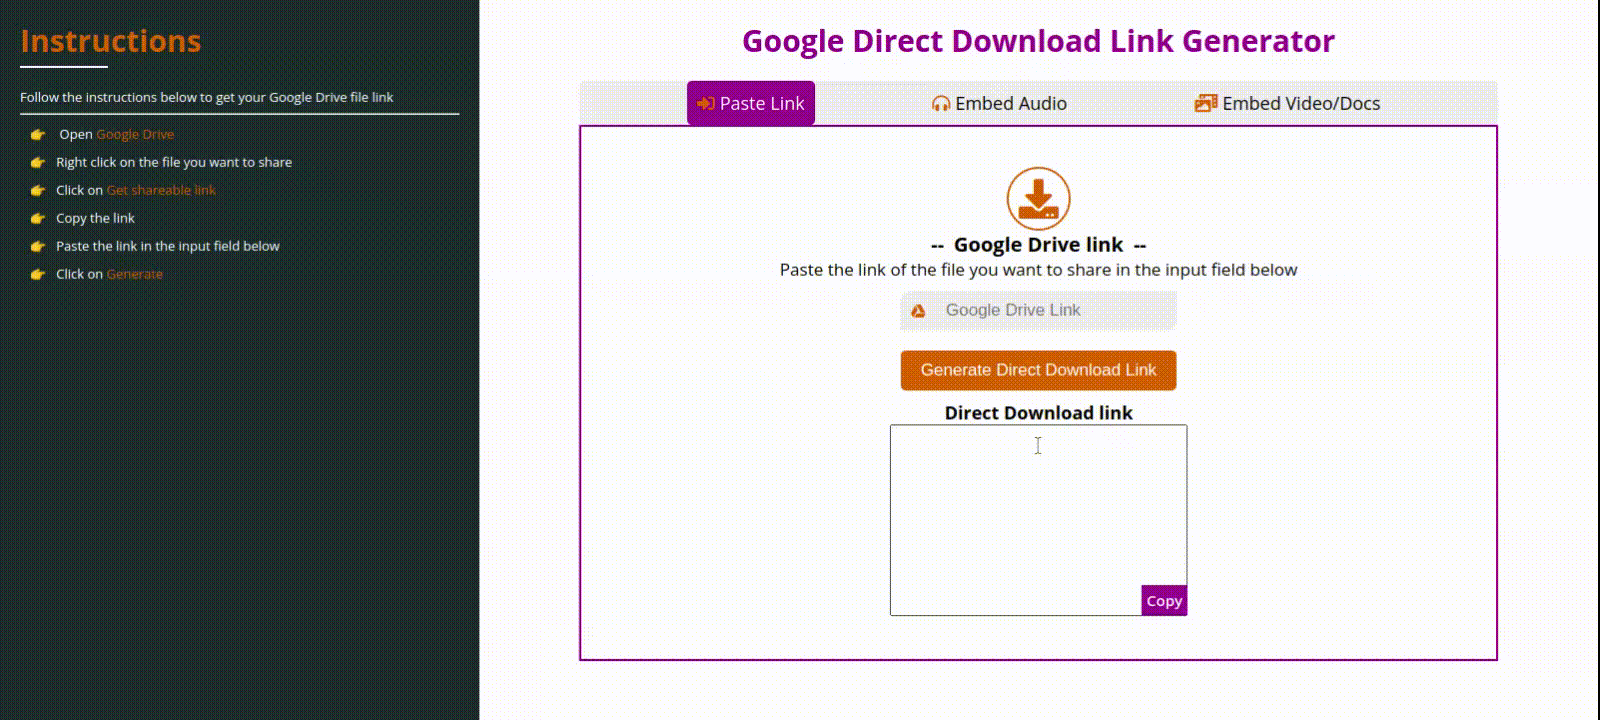 Instructions
Follow the instructions below to get your Google Drive file link
Open Google Drive
Right click on the file you want to share
Click on Get shareable link
Copy the link
Paste the link in the input field below
Click on Generate
Google Direct Download Link Generator
Paste Link
Embed Audio
Embed Video/Docs
-- Google Drive link --
Paste the link of the file you want to share in the input field below
Google Drive Link
Generate Direct Download Link
Direct Download link
Copy